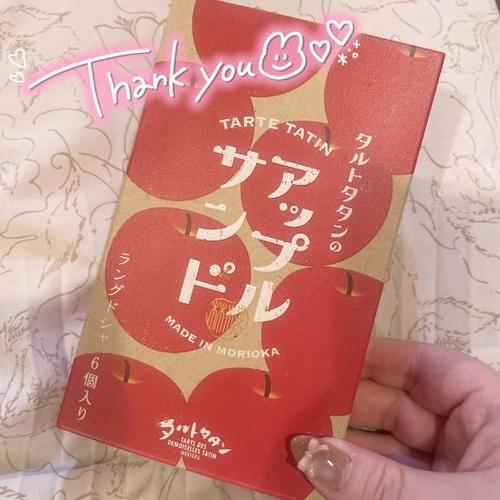 Thank you
TARTE TATIN
タルトタタンの
アップル
サンド
MADE IN MORIOKA
ラングドシャ 6個入り
タルトタタン
TARTE DES
DEMOISELLES TATIN
MORIOKA